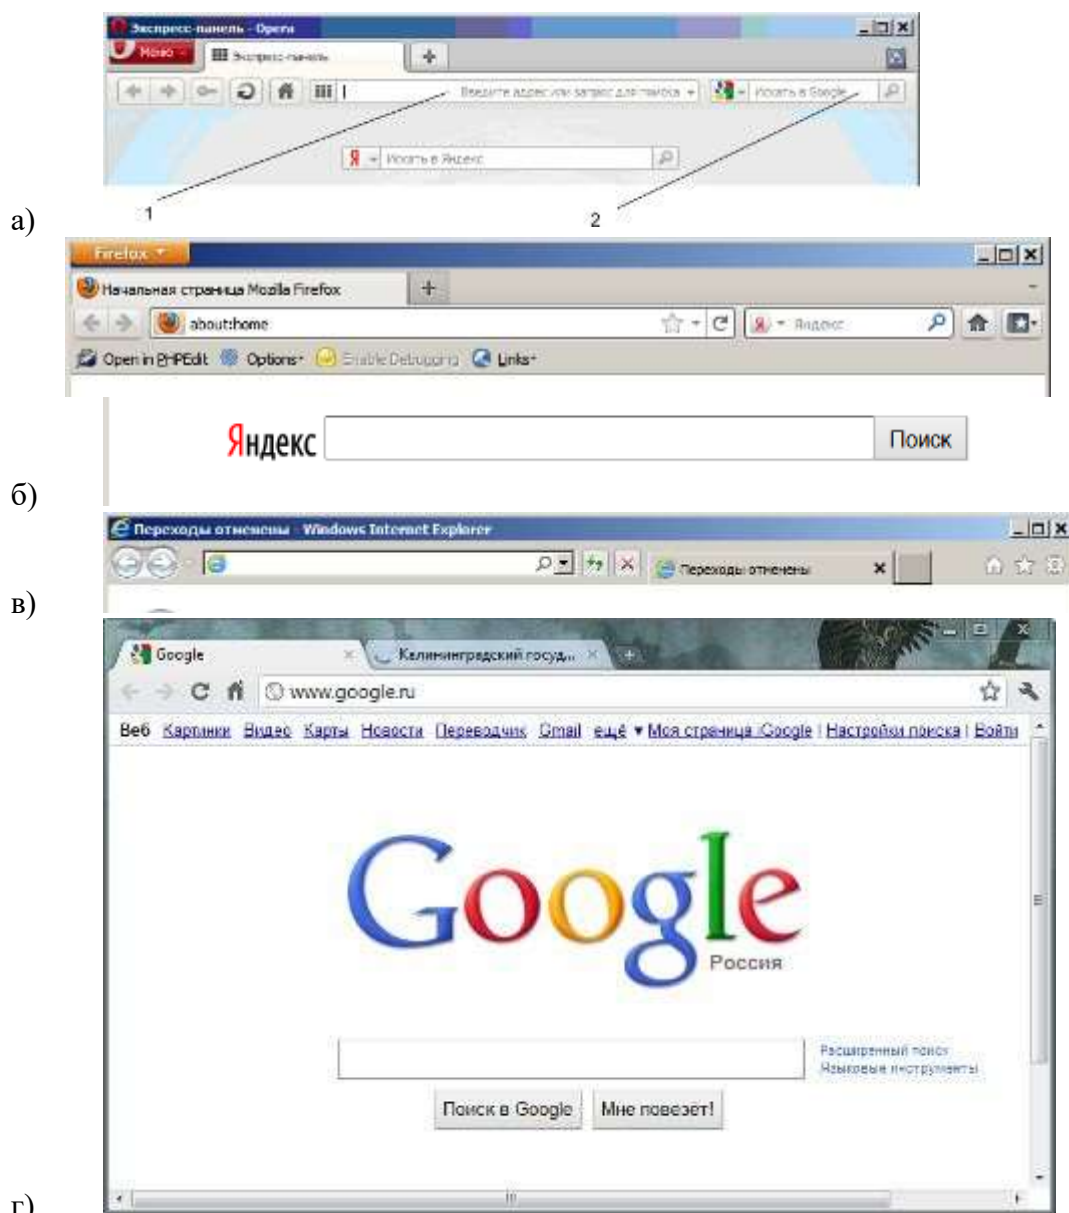 Экспресс-панель - Opera
Меню
Экспресс-панель
Введите адрес или запрос для поиска
Искать в Google
Я Искать в Яндекс
1
2
а)
Firefox
Начальная страница Mozilla Firefox
+
about:home
Яндекс
Open in PHPEdit Options Enable Debugging Links
Яндекс Поиск
б)
Переходы отменены - Windows Internet Explorer
Переходы отменены
в)
Google Калининградский госуд...
www.google.ru
Веб Картинки Видео Карты Новости Переводчик Gmail ещё ▼ Моя страница iGoogle | Настройки поиска | Войти
Google
Россия
Расширенный поиск
Языковые инструменты
Поиск в Google Мне повезёт!
г)